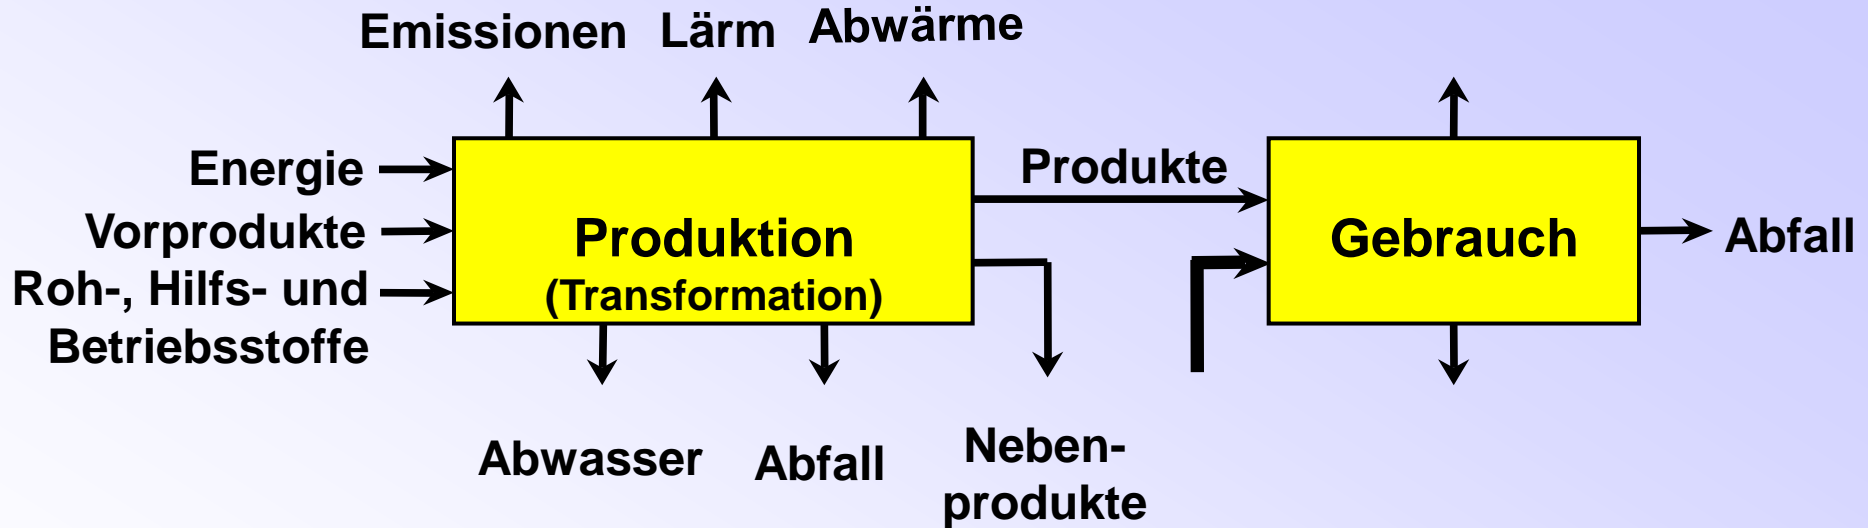 Emissionen Lärm Abwärme
Energie
Vorprodukte
Roh-, Hilfs- und
Betriebsstoffe
Produktion
(Transformation)
Produkte
Gebrauch
Abfall
Abwasser
Abfall
Neben-
produkte